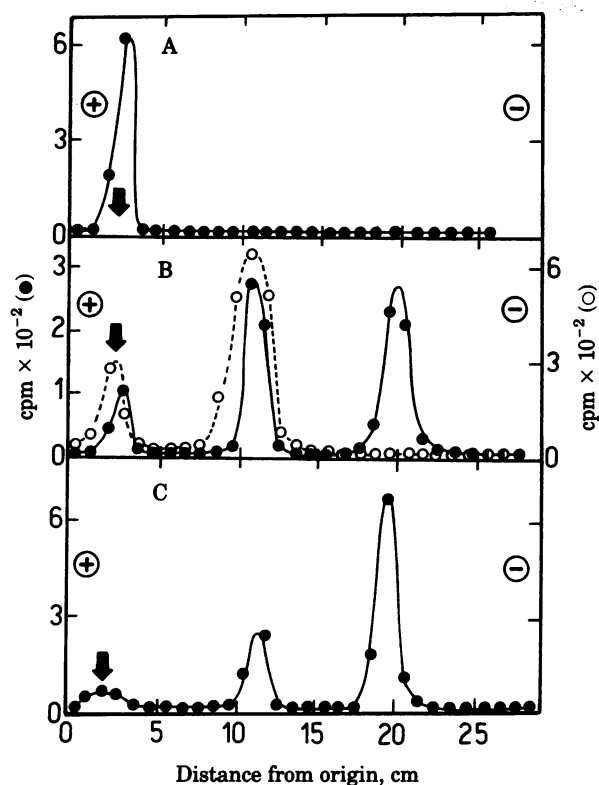 6
A
+
−
3
0
3
B
6
+
−
2
3
1
0
0
cpm × 10⁻² (●)
cpm × 10⁻² (○)
C
6
+
−
3
0
0 5 10 15 20 25
Distance from origin, cm